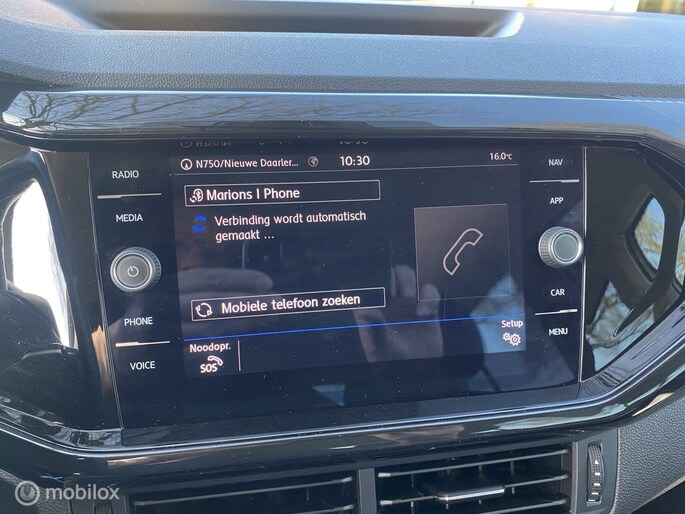 N750/Nieuwe Daarler... 10:30 16.0°C
Marions I Phone
Verbinding wordt automatisch
gemaakt ...
Mobiele telefoon zoeken
Setup
Noodopr.
SOS
RADIO
MEDIA
PHONE
VOICE
NAV
APP
CAR
MENU
mobilox